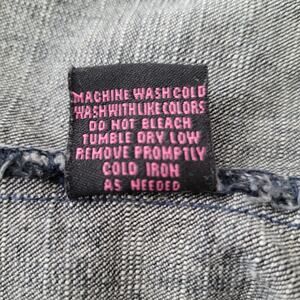 MACHINE WASH COLD
WASH WITH LIKE COLORS
DO NOT BLEACH
TUMBLE DRY LOW
REMOVE PROMPTLY
COLD IRON
AS NEEDED